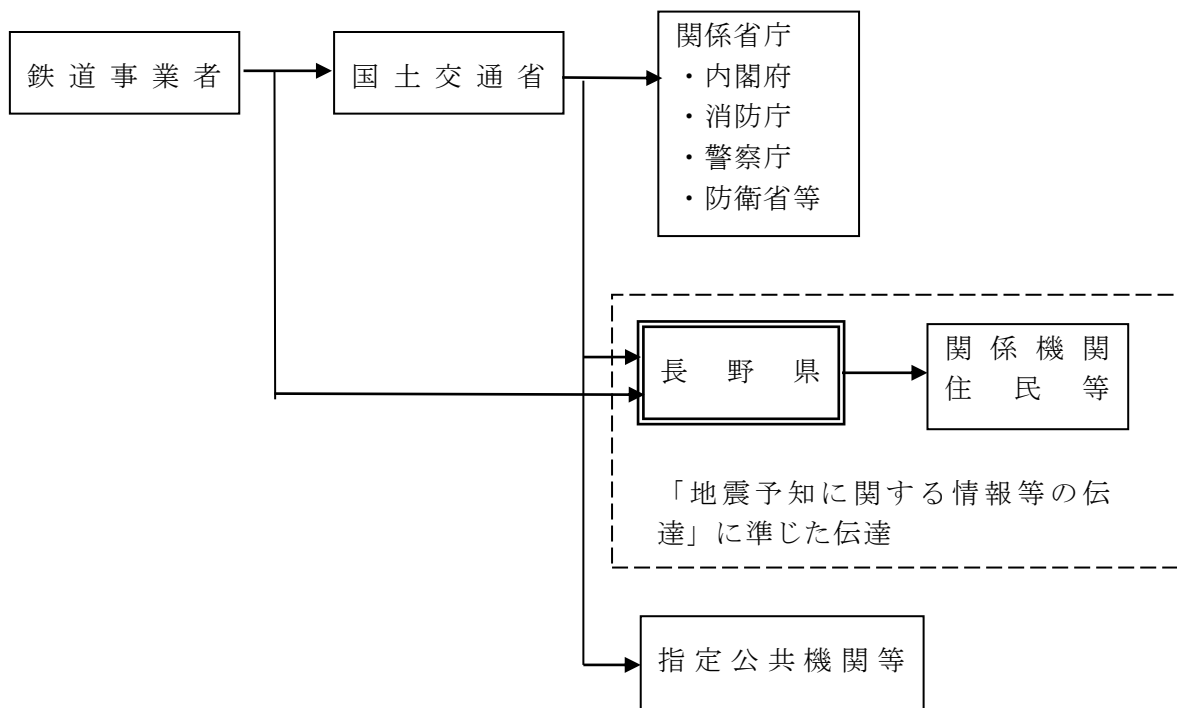 鉄道事業者
国土交通省
関係省庁
・内閣府
・消防庁
・警察庁
・防衛省等
長野県
関係機関
住民等
「地震予知に関する情報等の伝
達」に準じた伝達
指定公共機関等